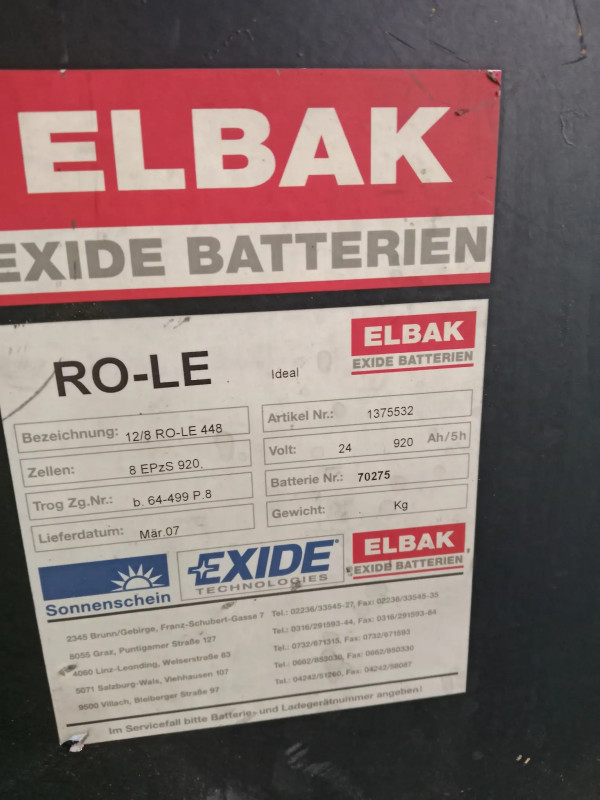 ELBAK
EXIDE BATTERIEN
RO-LE
Ideal
ELBAK
EXIDE BATTERIEN
Bezeichnung: 12/8 RO-LE 448
Artikel Nr.: 1375532
Zellen: 8 EPzS 920
Volt: 24 920 Ah/5h
Trog Zg.Nr.: b. 64-499 P.8
Batterie Nr.: 70275
Lieferdatum: Mär.07
Gewicht: Kg
Sonnenschein
EXIDE
TECHNOLOGIES
ELBAK
EXIDE BATTERIEN
2345 Brunn/Gebirge, Franz-Schubert-Gasse 7 Tel.: 02236/33545-27, Fax: 02236/33545-35
8055 Graz, Puntigamer Straße 127 Tel.: 0316/291593-44, Fax: 0316/291593-84
4060 Linz-Leonding, Welserstraße 83 Tel.: 0732/671315, Fax: 0732/671593
5071 Salzburg-Wals, Viehhausen 107 Tel.: 0662/853030, Fax: 0662/850330
9500 Villach, Bleiberger Straße 97 Tel.: 04242/51260, Fax: 04242/58067
Im Servicefall bitte Batterie- und Ladegerätnummer angeben!